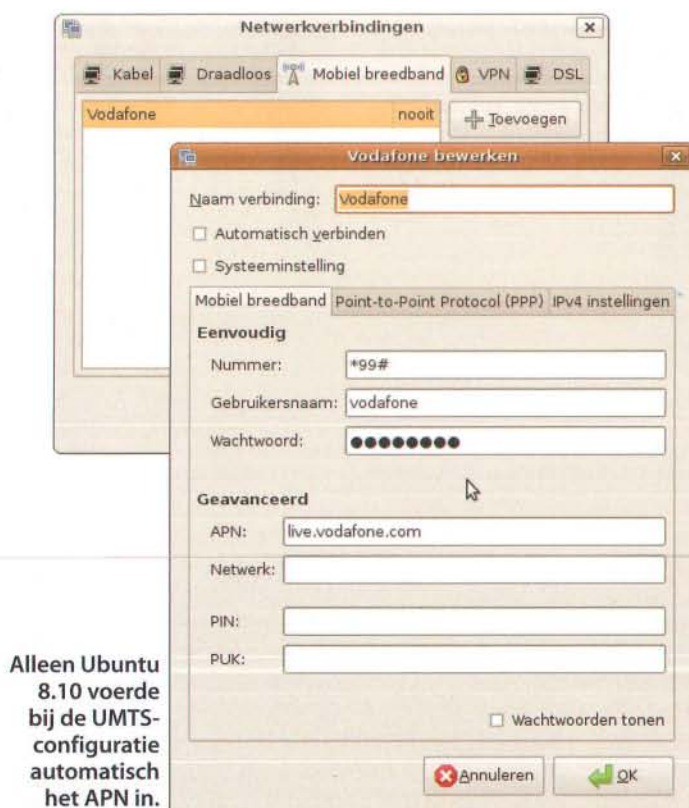 Netwerkverbindingen
Kabel Draadloos Mobiel breedband VPN DSL
Vodafone nooit Toevoegen
Vodafone bewerken
Naam verbinding: Vodafone
Automatisch verbinden
Systeeminstelling
Mobiel breedband Point-to-Point Protocol (PPP) IPv4 instellingen
Eenvoudig
Nummer: *99#
Gebruikersnaam: vodafone
Wachtwoord: ●●●●●●●●
Geavanceerd
APN: live.vodafone.com
Netwerk:
PIN:
PUK:
Wachtwoorden tonen
Annuleren OK
Alleen Ubuntu
8.10 voerde
bij de UMTS-
configuratie
automatisch
het APN in.